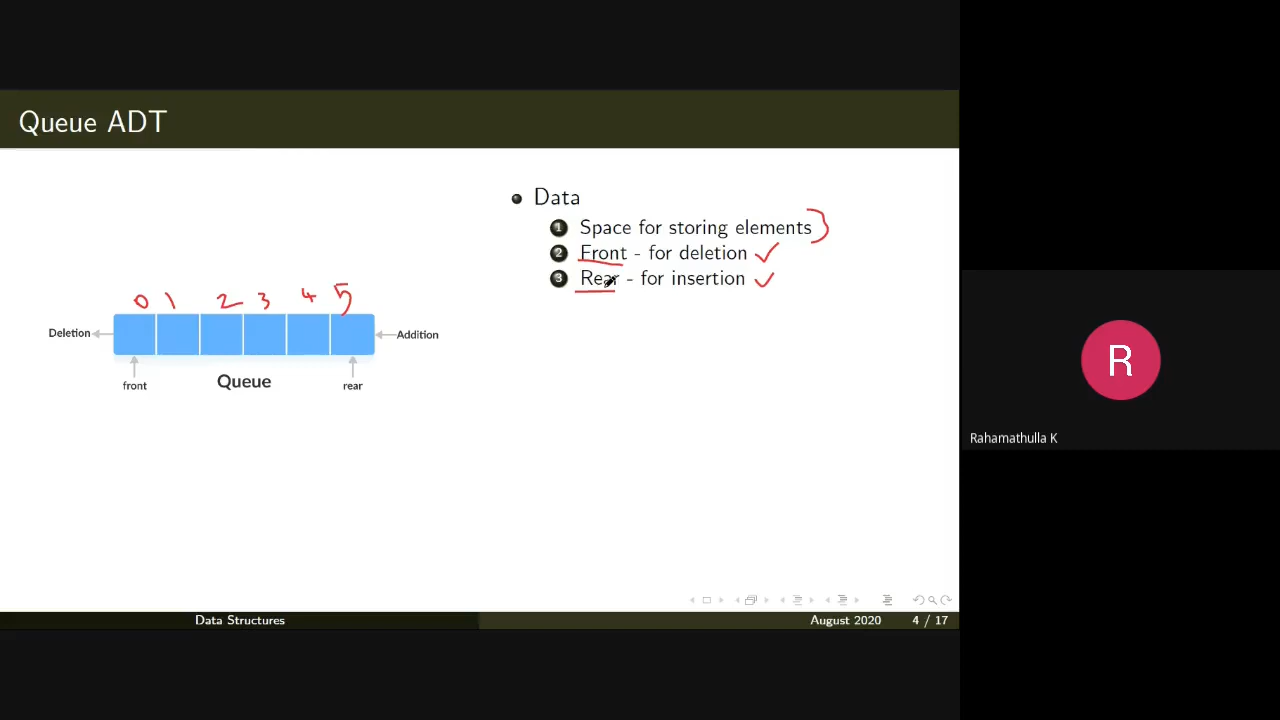 Queue ADT
Data
1 Space for storing elements
2 Front - for deletion
3 Rear - for insertion
0 1 2 3 4 5
Deletion
Addition
front
Queue
rear
R
Rahamathulla K
Data Structures
August 2020
4 / 17